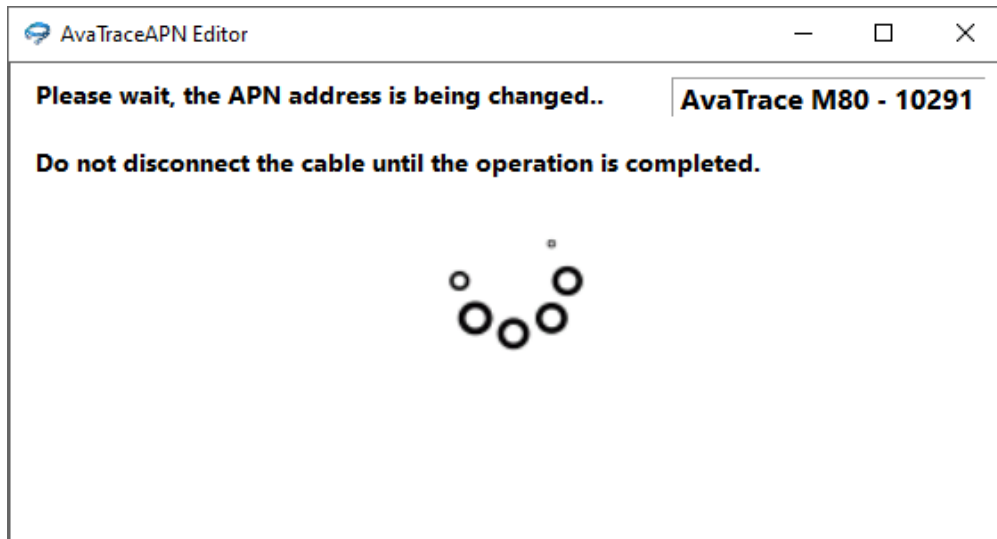 AvaTraceAPN Editor
Please wait, the APN address is being changed..
AvaTrace M80 - 10291
Do not disconnect the cable until the operation is completed.